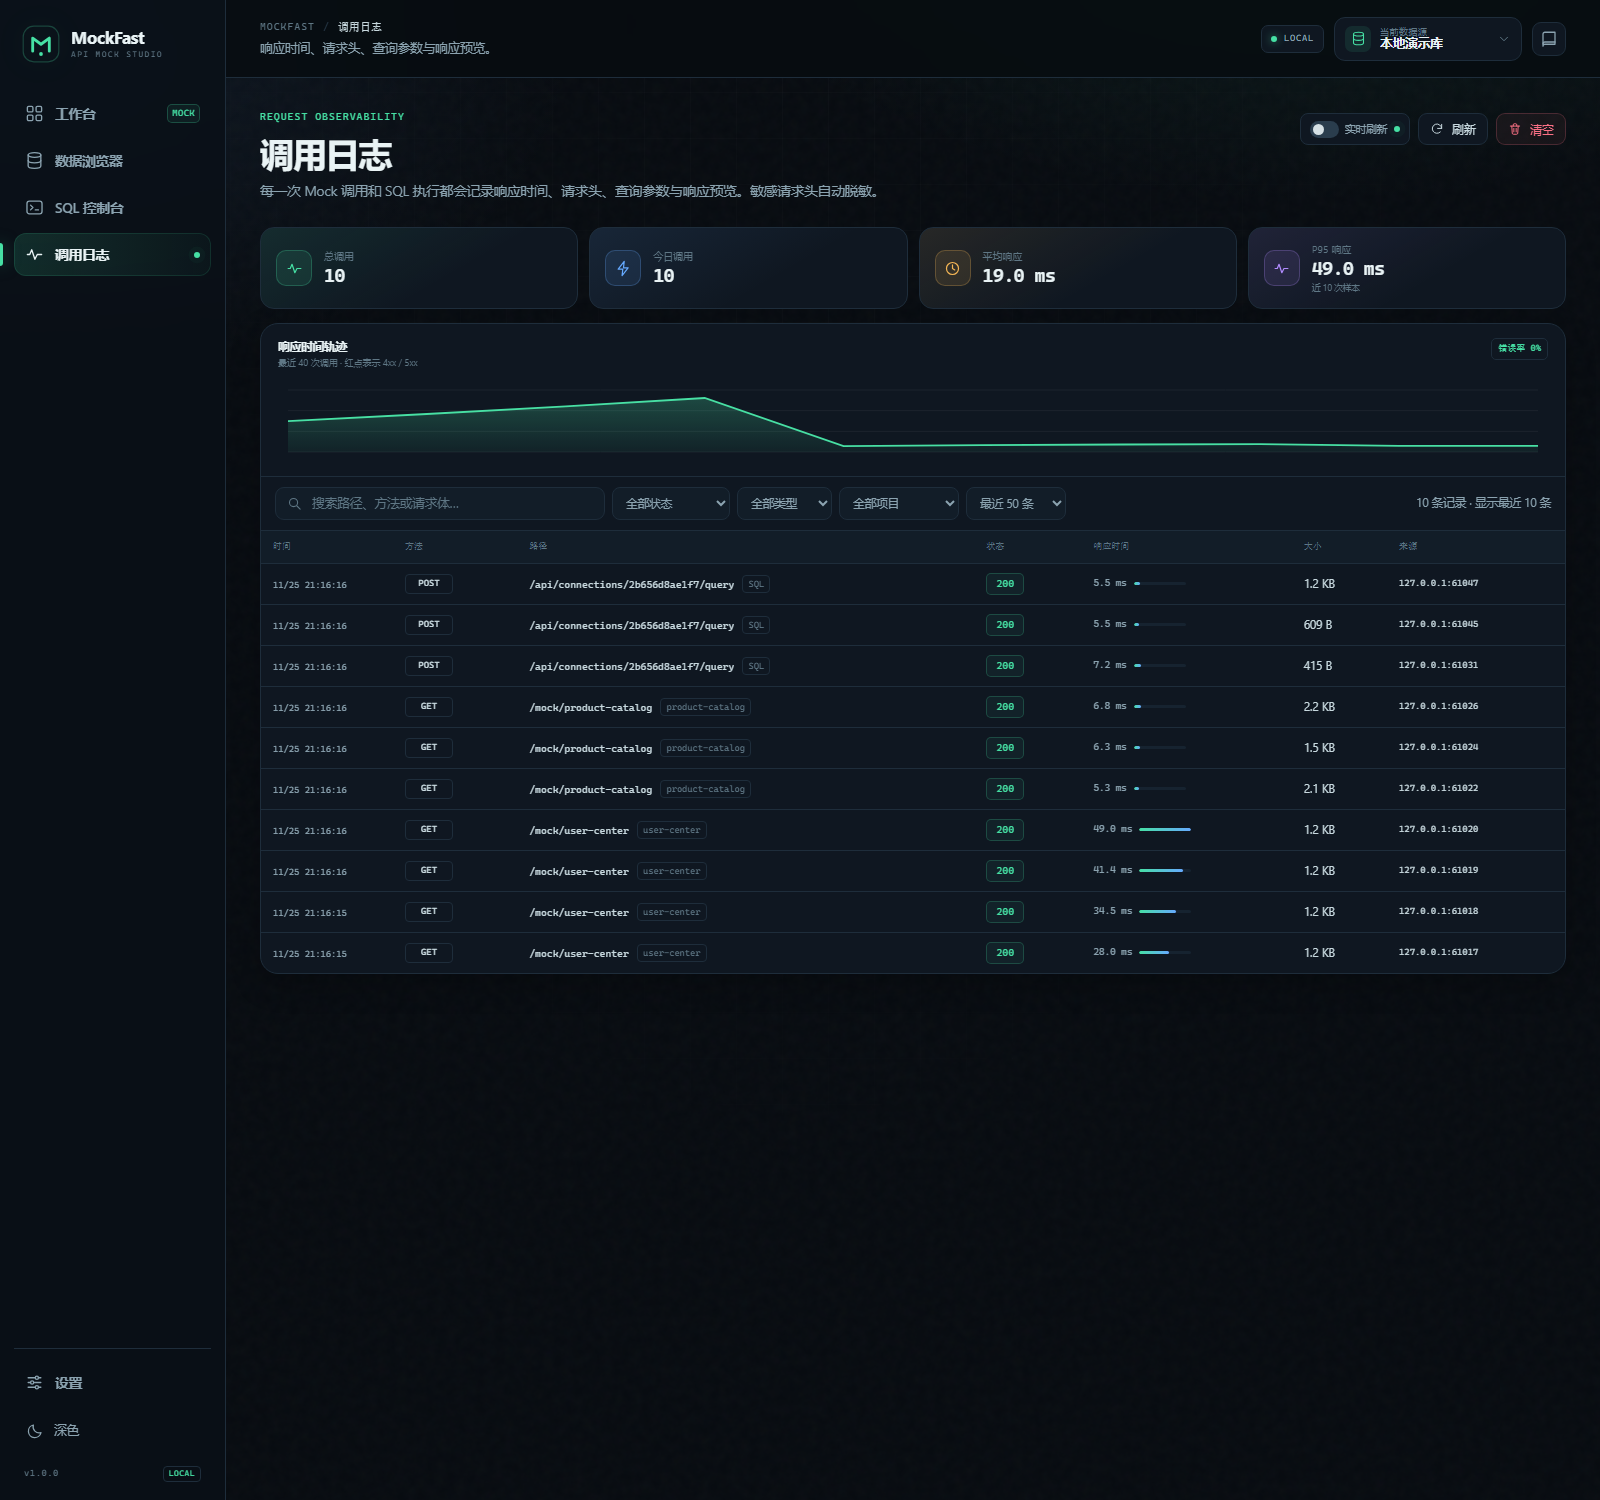 MockFast
API MOCK STUDIO
工作台
MOCK
数据浏览器
SQL 控制台
调用日志
设置
深色
v1.0.0
LOCAL
MOCKFAST / 调用日志
响应时间、请求头、查询参数与响应预览。
LOCAL
当前数据源
本地演示库
REQUEST OBSERVABILITY
调用日志
每一次 Mock 调用和 SQL 执行都会记录响应时间、请求头、查询参数与响应预览。敏感请求头自动脱敏。
实时刷新
刷新
清空
总调用
10
今日调用
10
平均响应
19.0 ms
P95 响应
49.0 ms
近 10 次样本
响应时间轨迹
最近 40 次调用 · 红点表示 4xx / 5xx
错误率 0%
搜索路径、方法或请求体...
全部状态
全部类型
全部项目
最近 50 条
10 条记录 · 显示最近 10 条
时间 方法 路径 状态 响应时间 大小 来源
11/25 21:16:16 POST /api/connections/2b656d8ae1f7/query SQL 200 5.5 ms 1.2 KB 127.0.0.1:61047
11/25 21:16:16 POST /api/connections/2b656d8ae1f7/query SQL 200 5.5 ms 609 B 127.0.0.1:61045
11/25 21:16:16 POST /api/connections/2b656d8ae1f7/query SQL 200 7.2 ms 415 B 127.0.0.1:61031
11/25 21:16:16 GET /mock/product-catalog product-catalog 200 6.8 ms 2.2 KB 127.0.0.1:61026
11/25 21:16:16 GET /mock/product-catalog product-catalog 200 6.3 ms 1.5 KB 127.0.0.1:61024
11/25 21:16:16 GET /mock/product-catalog product-catalog 200 5.3 ms 2.1 KB 127.0.0.1:61022
11/25 21:16:16 GET /mock/user-center user-center 200 49.0 ms 1.2 KB 127.0.0.1:61020
11/25 21:16:16 GET /mock/user-center user-center 200 41.4 ms 1.2 KB 127.0.0.1:61019
11/25 21:16:15 GET /mock/user-center user-center 200 34.5 ms 1.2 KB 127.0.0.1:61018
11/25 21:16:15 GET /mock/user-center user-center 200 28.0 ms 1.2 KB 127.0.0.1:61017